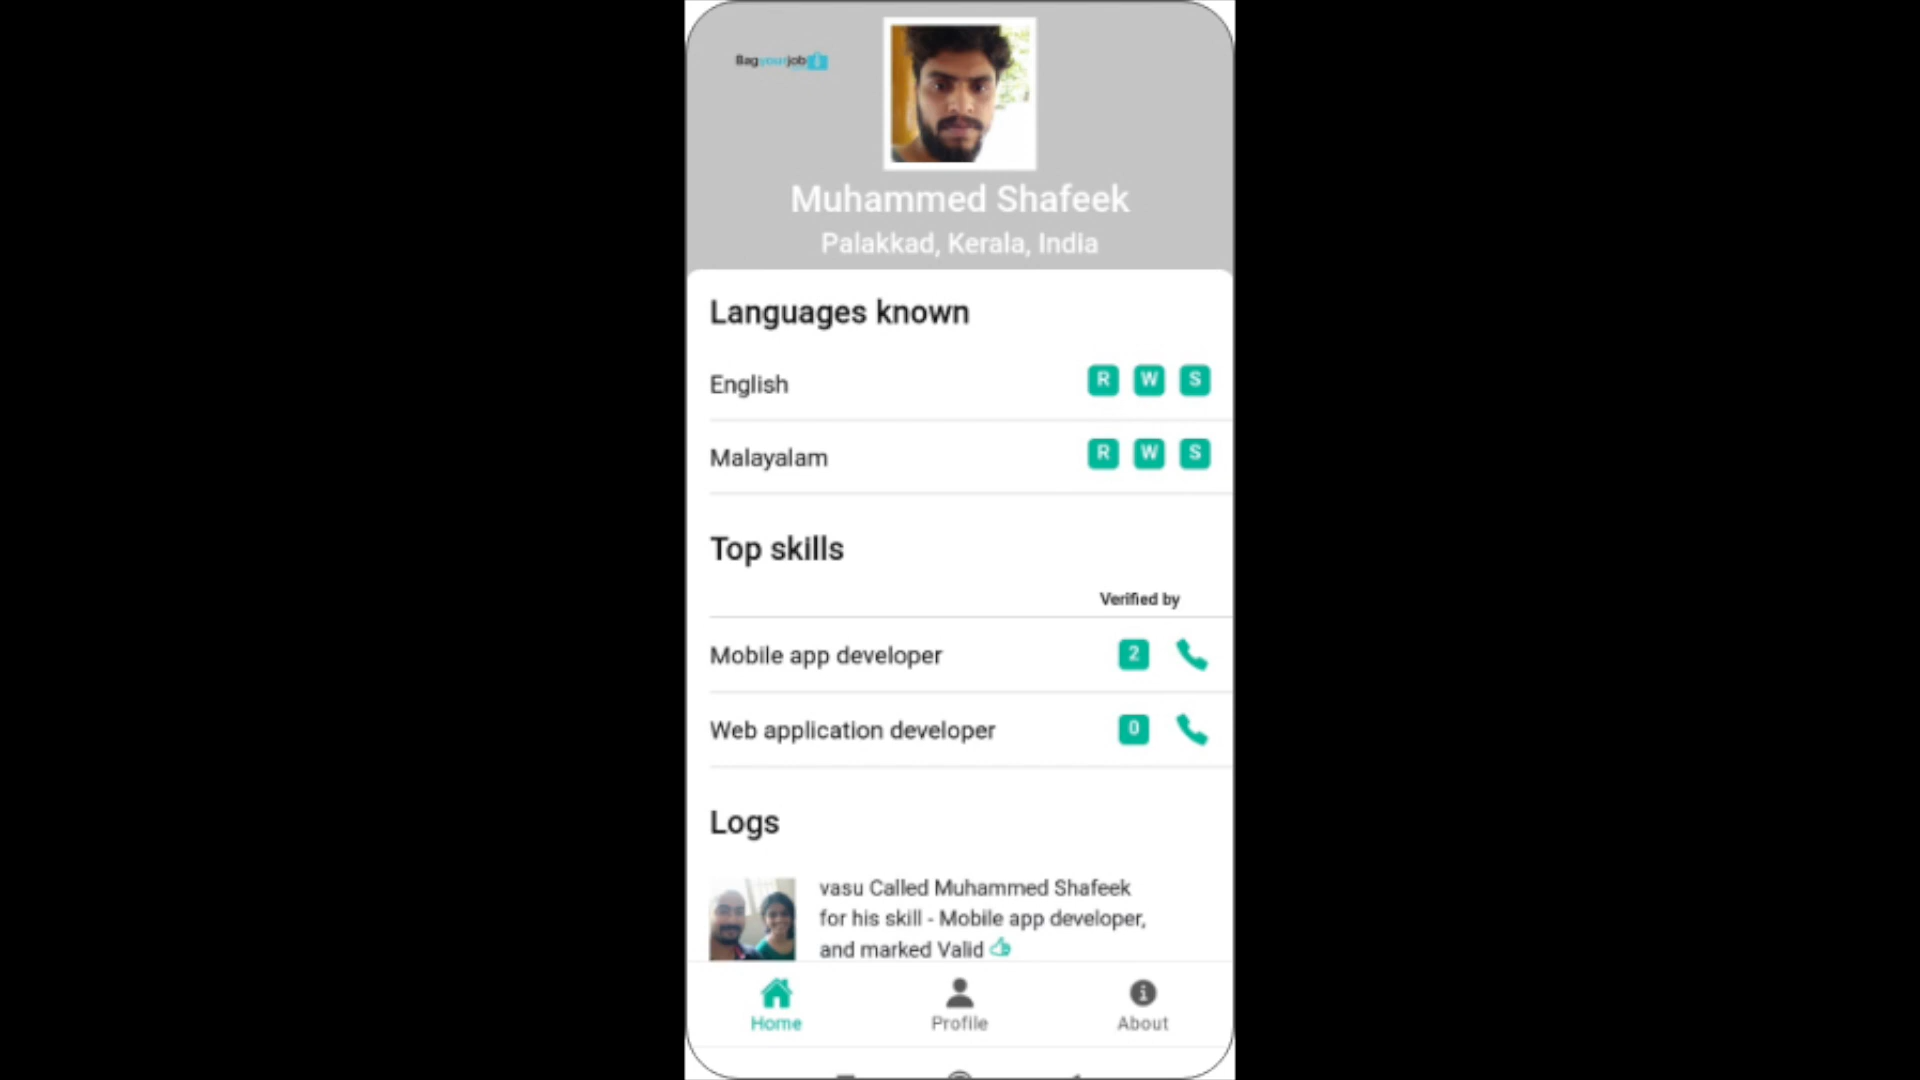 Bagyourjob
Muhammed Shafeek
Palakkad, Kerala, India
Languages known
English R W S
Malayalam R W S
Top skills
Verified by
Mobile app developer 2
Web application developer 0
Logs
vasu Called Muhammed Shafeek
for his skill - Mobile app developer,
and marked Valid
Home Profile About